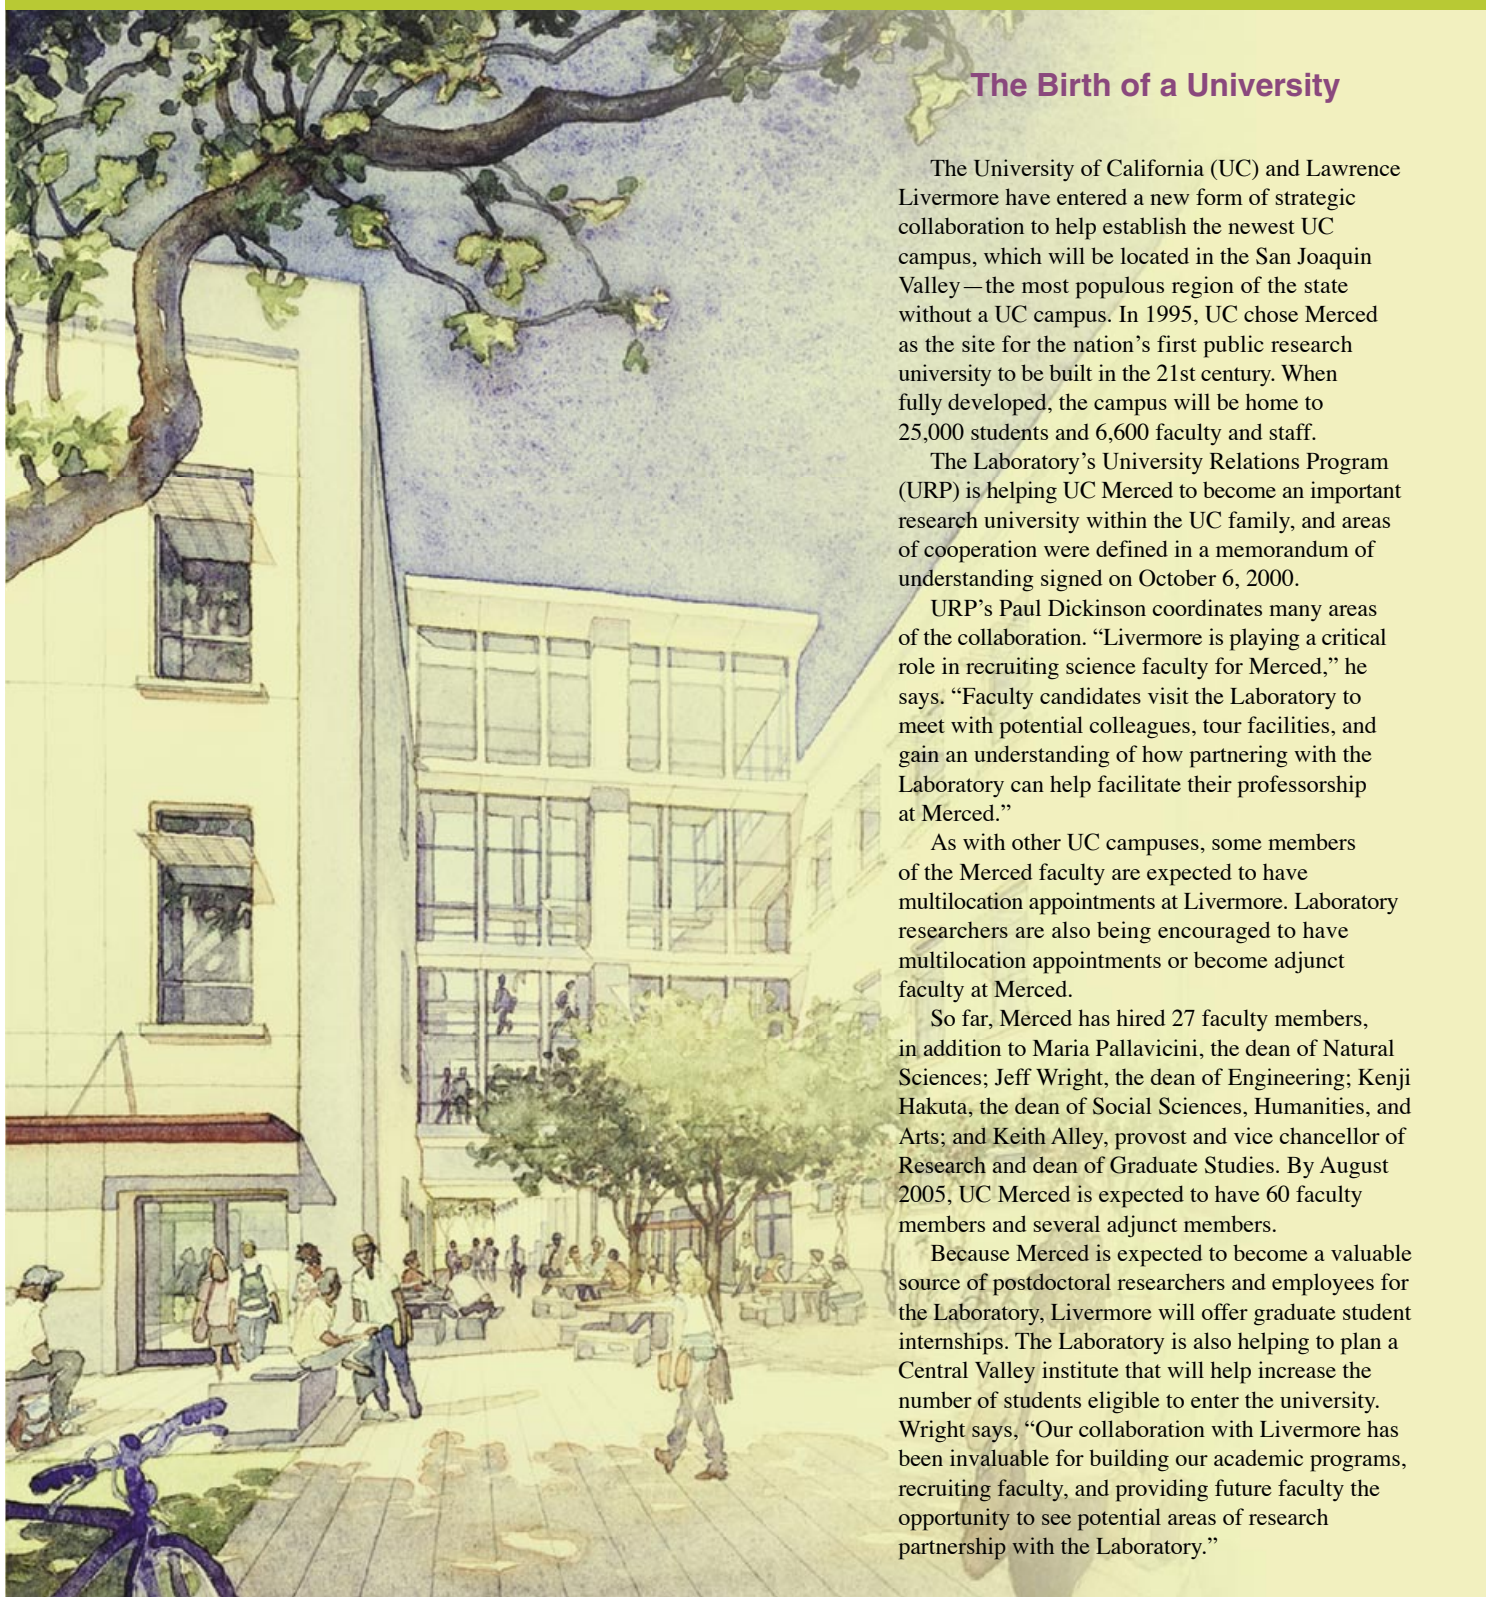 The Birth of a University
The University of California (UC) and Lawrence
Livermore have entered a new form of strategic
collaboration to help establish the newest UC
campus, which will be located in the San Joaquin
Valley—the most populous region of the state
without a UC campus. In 1995, UC chose Merced
as the site for the nation’s first public research
university to be built in the 21st century. When
fully developed, the campus will be home to
25,000 students and 6,600 faculty and staff.
The Laboratory’s University Relations Program
(URP) is helping UC Merced to become an important
research university within the UC family, and areas
of cooperation were defined in a memorandum of
understanding signed on October 6, 2000.
URP’s Paul Dickinson coordinates many areas
of the collaboration. “Livermore is playing a critical
role in recruiting science faculty for Merced,” he
says. “Faculty candidates visit the Laboratory to
meet with potential colleagues, tour facilities, and
gain an understanding of how partnering with the
Laboratory can help facilitate their professorship
at Merced.”
As with other UC campuses, some members
of the Merced faculty are expected to have
multilocation appointments at Livermore. Laboratory
researchers are also being encouraged to have
multilocation appointments or become adjunct
faculty at Merced.
So far, Merced has hired 27 faculty members,
in addition to Maria Pallavicini, the dean of Natural
Sciences; Jeff Wright, the dean of Engineering; Kenji
Hakuta, the dean of Social Sciences, Humanities, and
Arts; and Keith Alley, provost and vice chancellor of
Research and dean of Graduate Studies. By August
2005, UC Merced is expected to have 60 faculty
members and several adjunct members.
Because Merced is expected to become a valuable
source of postdoctoral researchers and employees for
the Laboratory, Livermore will offer graduate student
internships. The Laboratory is also helping to plan a
Central Valley institute that will help increase the
number of students eligible to enter the university.
Wright says, “Our collaboration with Livermore has
been invaluable for building our academic programs,
recruiting faculty, and providing future faculty the
opportunity to see potential areas of research
partnership with the Laboratory.”